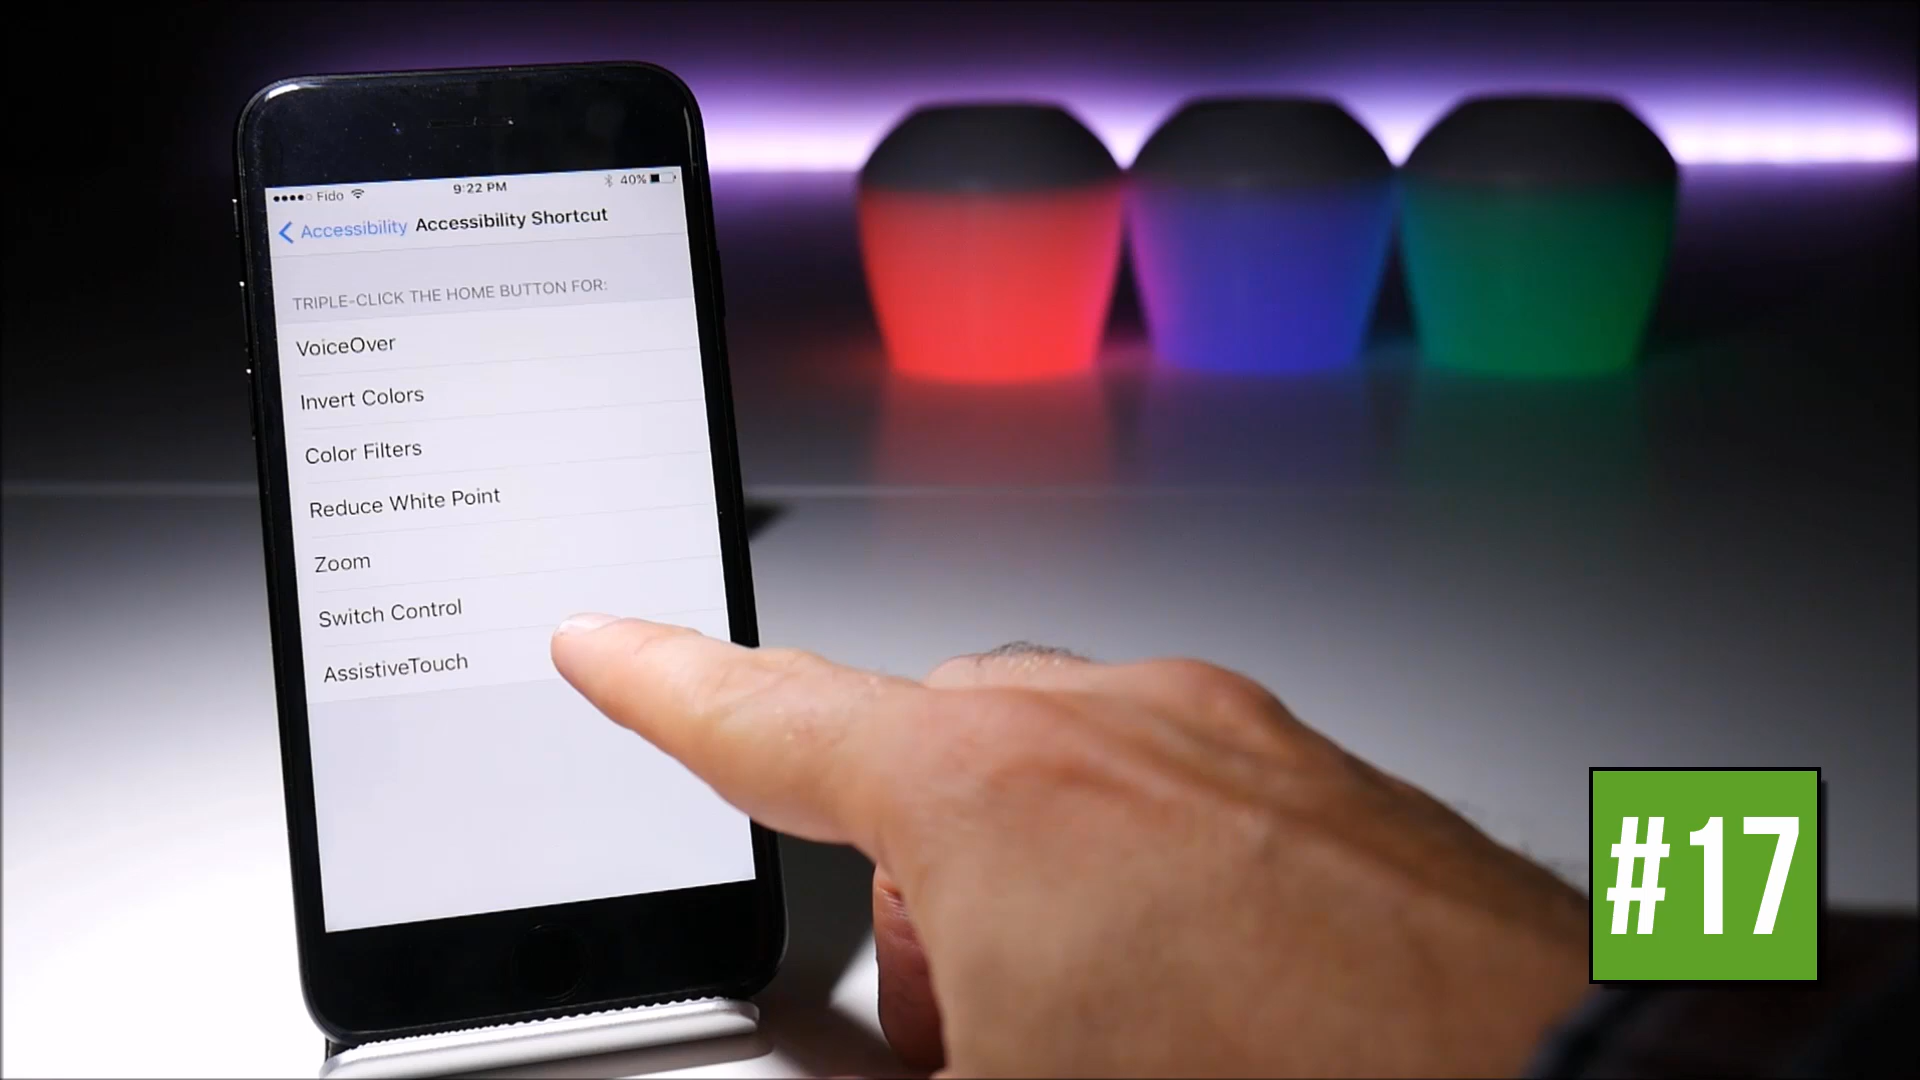 Fido 9:22 PM 40%
Accessibility Accessibility Shortcut
TRIPLE-CLICK THE HOME BUTTON FOR:
VoiceOver
Invert Colors
Color Filters
Reduce White Point
Zoom
Switch Control
AssistiveTouch
#17